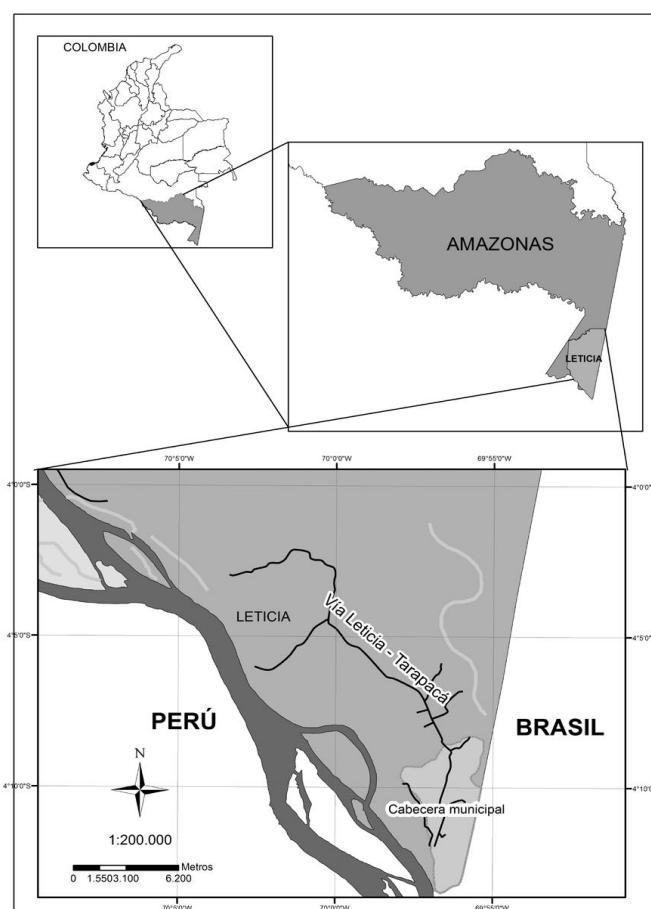 COLOMBIA
AMAZONAS
LETICIA
70°5'0"W 70°0'0"W 69°55'0"W
4°0'0"S 4°0'0"S
LETICIA
Vía Leticia - Tarapacá
4°5'0"S 4°5'0"S
PERÚ BRASIL
N
4°10'0"S 4°10'0"S
Cabecera municipal
1:200.000
Metros
0 1.550 3.100 6.200
70°5'0"W 70°0'0"W 69°55'0"W